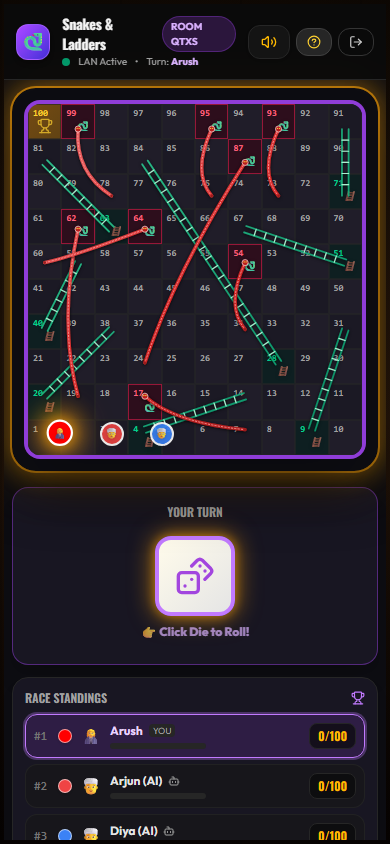 Snakes &
Ladders
ROOM
QTXS
LAN Active • Turn: Arush
100 99 98 97 96 95 94 93 92 91
81 82 83 84 85 86 87 88 89 90
80 79 78 77 76 75 74 73 72 71
61 62 63 64 65 66 67 68 69 70
60 59 58 57 56 55 54 53 52 51
41 42 43 44 45 46 47 48 49 50
40 39 38 37 36 35 34 33 32 31
21 22 23 24 25 26 27 28 29 30
20 19 18 17 16 15 14 13 12 11
1 4 6 7 8 9 10
YOUR TURN
👉 Click Die to Roll!
RACE STANDINGS
#1 Arush YOU 0/100
#2 Arjun (AI) 0/100
#3 Diya (AI) 0/100